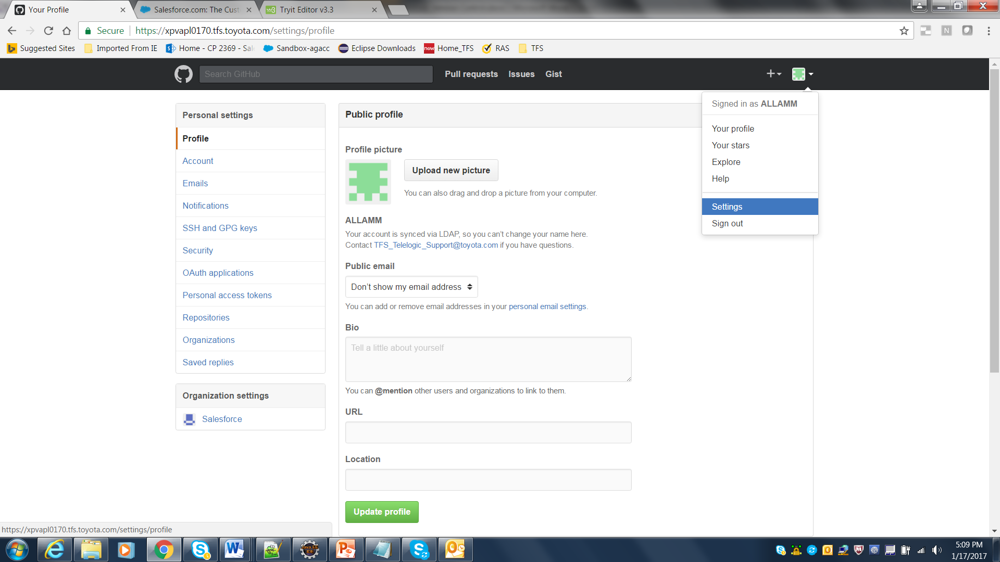 Your Profile
Salesforce.com: The Cust
Tryit Editor v3.3
Secure
https://xpvapl0170.tfs.toyota.com/settings/profile
Suggested Sites
Imported From IE
Home - CP 2369 - Sale
Sandbox-agacc
Eclipse Downloads
now
Home_TFS
RAS
TFS
Search GitHub
Pull requests
Issues
Gist
Signed in as ALLAMM
Your profile
Your stars
Explore
Help
Settings
Sign out
Personal settings
Profile
Account
Emails
Notifications
SSH and GPG keys
Security
OAuth applications
Personal access tokens
Repositories
Organizations
Saved replies
Organization settings
Salesforce
Public profile
Profile picture
Upload new picture
You can also drag and drop a picture from your computer.
ALLAMM
Your account is synced via LDAP, so you can’t change your name here.
Contact TFS_Telelogic_Support@toyota.com if you have questions.
Public email
Don’t show my email address
You can add or remove email addresses in your personal email settings.
Bio
Tell a little about yourself
You can @mention other users and organizations to link to them.
URL
Location
Update profile
https://xpvapl0170.tfs.toyota.com/settings/profile
Java EE
IDE
5:09 PM
1/17/2017